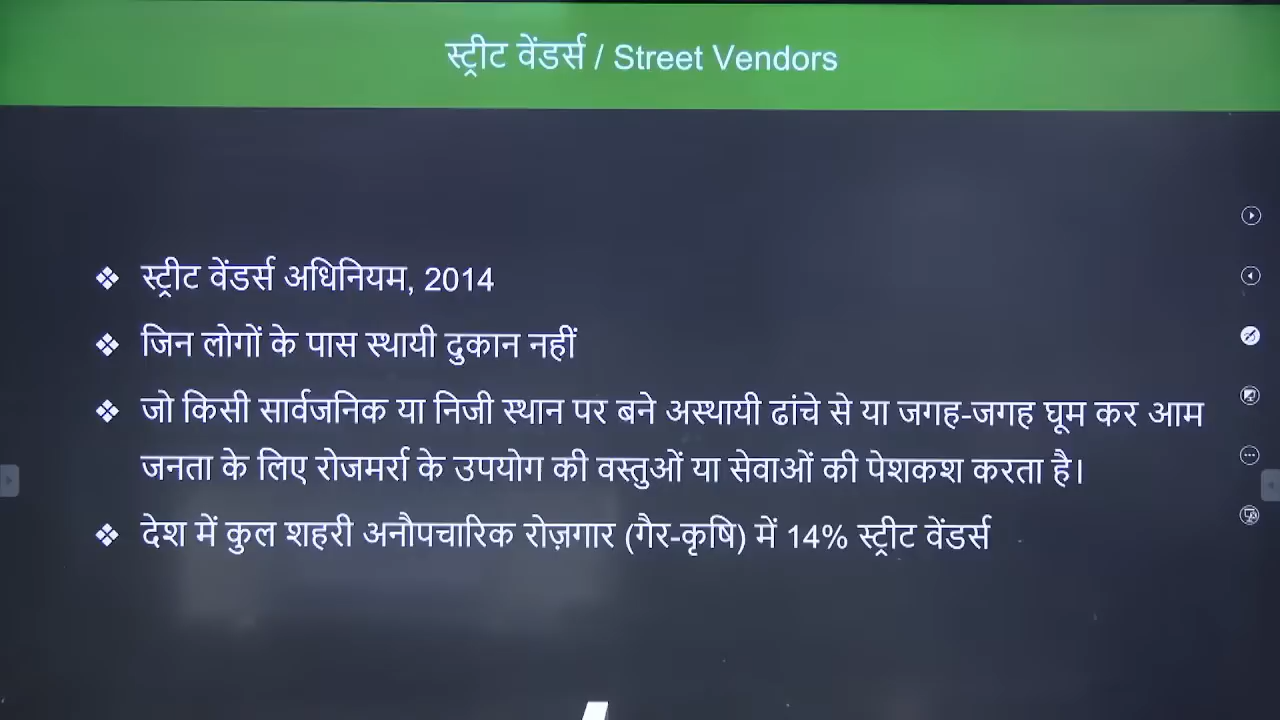 स्ट्रीट वेंडर्स / Street Vendors
❖ स्ट्रीट वेंडर्स अधिनियम, 2014
❖ जिन लोगों के पास स्थायी दुकान नहीं
❖ जो किसी सार्वजनिक या निजी स्थान पर बने अस्थायी ढांचे से या जगह-जगह घूम कर आम
जनता के लिए रोजमर्रा के उपयोग की वस्तुओं या सेवाओं की पेशकश करता है।
❖ देश में कुल शहरी अनौपचारिक रोज़गार (गैर-कृषि) में 14% स्ट्रीट वेंडर्स